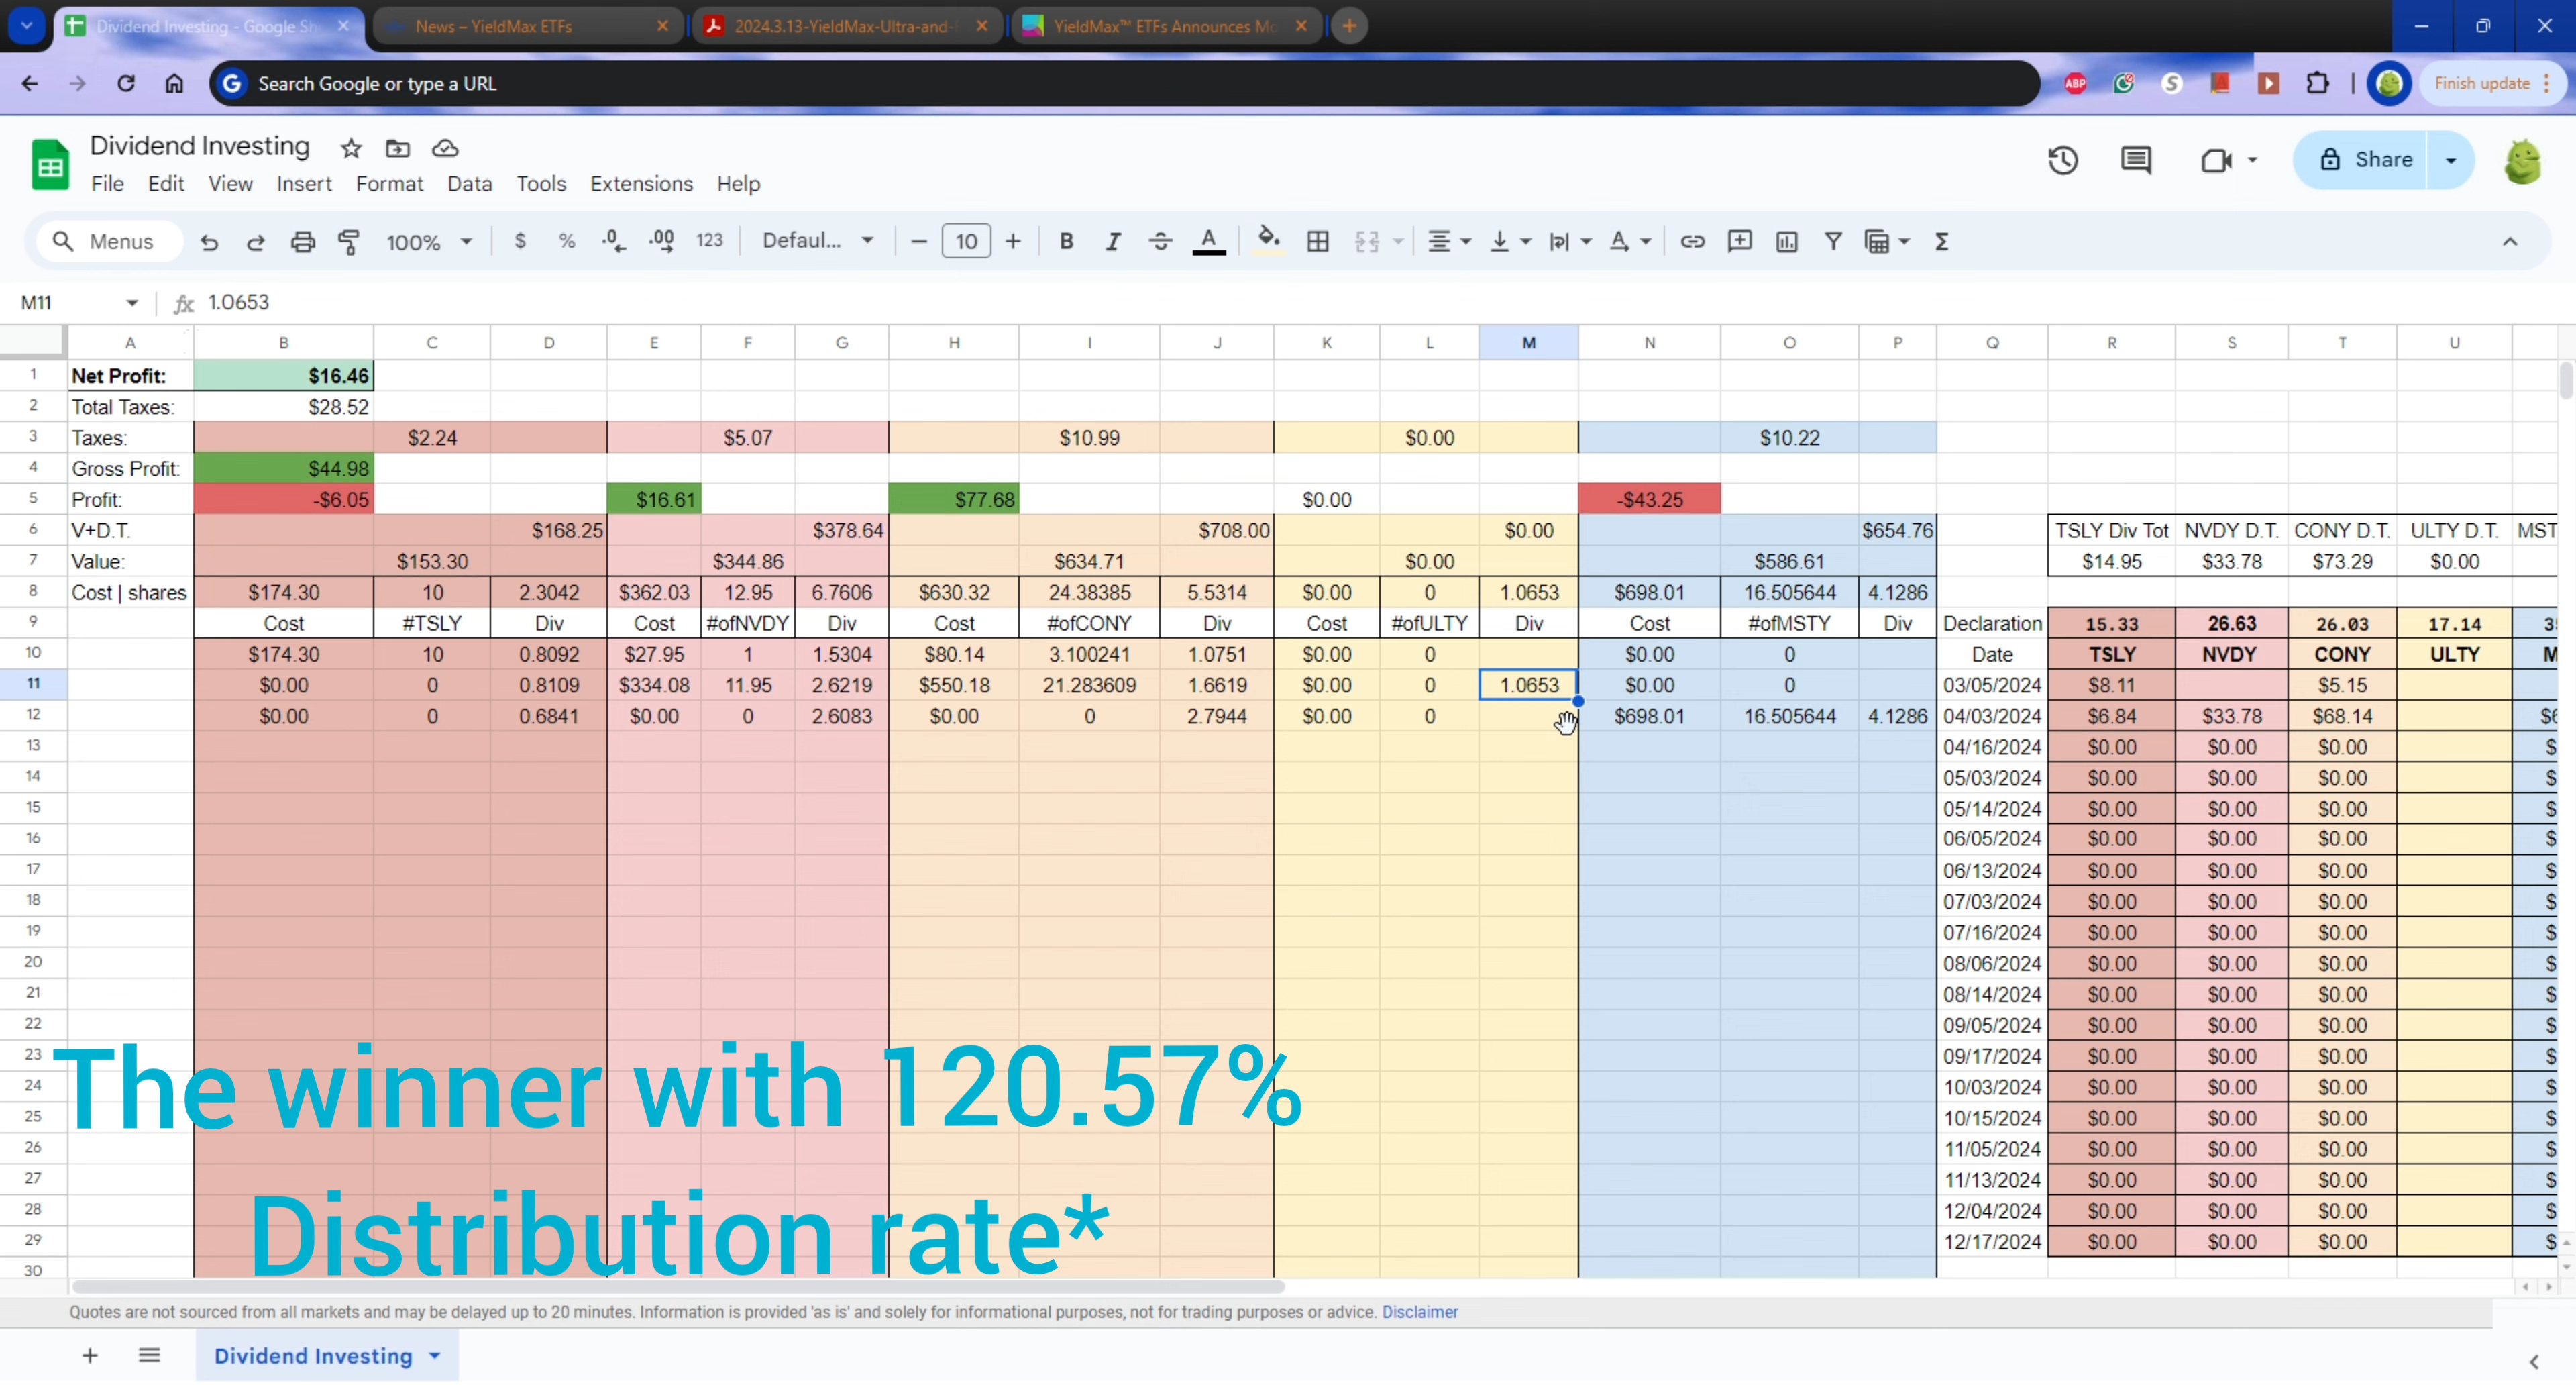 Dividend Investing - Google Sh
News – YieldMax ETFs
2024.3.13-YieldMax-Ultra-and-
YieldMax™ ETFs Announces Mo
Search Google or type a URL
ABP
Finish update
Dividend Investing
File Edit View Insert Format Data Tools Extensions Help
Share
Menus 100% $ % .0 .00 123 Defaul... 10 B I A
M11 fx 1.0653
A B C D E F G H I J K L M N O P Q R S T U
1 Net Profit: $16.46
2 Total Taxes: $28.52
3 Taxes: $2.24 $5.07 $10.99 $0.00 $10.22
4 Gross Profit: $44.98
5 Profit: -$6.05 $16.61 $77.68 $0.00 -$43.25
6 V+D.T. $168.25 $378.64 $708.00 $0.00 $654.76 TSLY Div Tot NVDY D.T. CONY D.T. ULTY D.T. MST
7 Value: $153.30 $344.86 $634.71 $0.00 $586.61 $14.95 $33.78 $73.29 $0.00
8 Cost | shares $174.30 10 2.3042 $362.03 12.95 6.7606 $630.32 24.38385 5.5314 $0.00 0 1.0653 $698.01 16.505644 4.1286
9 Cost #TSLY Div Cost #ofNVDY Div Cost #ofCONY Div Cost #ofULTY Div Cost #ofMSTY Div Declaration 15.33 26.63 26.03 17.14 3
10 $174.30 10 0.8092 $27.95 1 1.5304 $80.14 3.100241 1.0751 $0.00 0 $0.00 0 Date TSLY NVDY CONY ULTY M
11 $0.00 0 0.8109 $334.08 11.95 2.6219 $550.18 21.283609 1.6619 $0.00 0 1.0653 $0.00 0 03/05/2024 $8.11 $5.15
12 $0.00 0 0.6841 $0.00 0 2.6083 $0.00 0 2.7944 $0.00 0 $698.01 16.505644 4.1286 04/03/2024 $6.84 $33.78 $68.14 $6
13 04/16/2024 $0.00 $0.00 $0.00 $
14 05/03/2024 $0.00 $0.00 $0.00 $
15 05/14/2024 $0.00 $0.00 $0.00 $
16 06/05/2024 $0.00 $0.00 $0.00 $
17 06/13/2024 $0.00 $0.00 $0.00 $
18 07/03/2024 $0.00 $0.00 $0.00 $
19 07/16/2024 $0.00 $0.00 $0.00 $
20 08/06/2024 $0.00 $0.00 $0.00 $
21 08/14/2024 $0.00 $0.00 $0.00 $
22 09/05/2024 $0.00 $0.00 $0.00 $
23 09/17/2024 $0.00 $0.00 $0.00 $
24 10/03/2024 $0.00 $0.00 $0.00 $
25 10/15/2024 $0.00 $0.00 $0.00 $
26 11/05/2024 $0.00 $0.00 $0.00 $
27 11/13/2024 $0.00 $0.00 $0.00 $
28 12/04/2024 $0.00 $0.00 $0.00 $
29 12/17/2024 $0.00 $0.00 $0.00 $
30
The winner with 120.57%
Distribution rate*
Quotes are not sourced from all markets and may be delayed up to 20 minutes. Information is provided 'as is' and solely for informational purposes, not for trading purposes or advice. Disclaimer
Dividend Investing